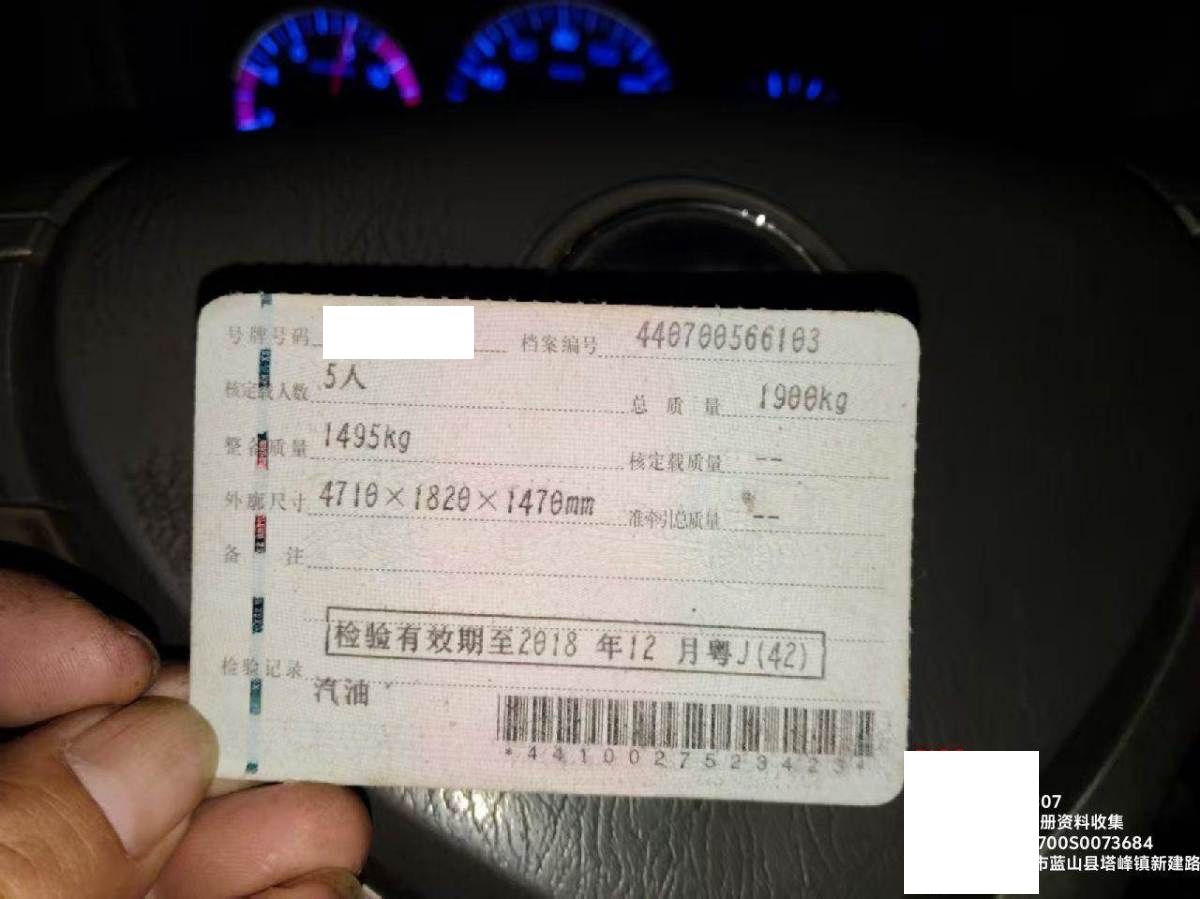 号牌号码 档案编号 440700566103
核定载人数 5人 总质量 1900kg
整备质量 1495kg 核定载质量 --
外廓尺寸 4710×1820×1470mm 准牵引总质量 --
备注
检验有效期至2018 年12 月粤J(42)
检验记录
汽油
*4410027523423*
07
册资料收集
700S0073684
市蓝山县塔峰镇新建路